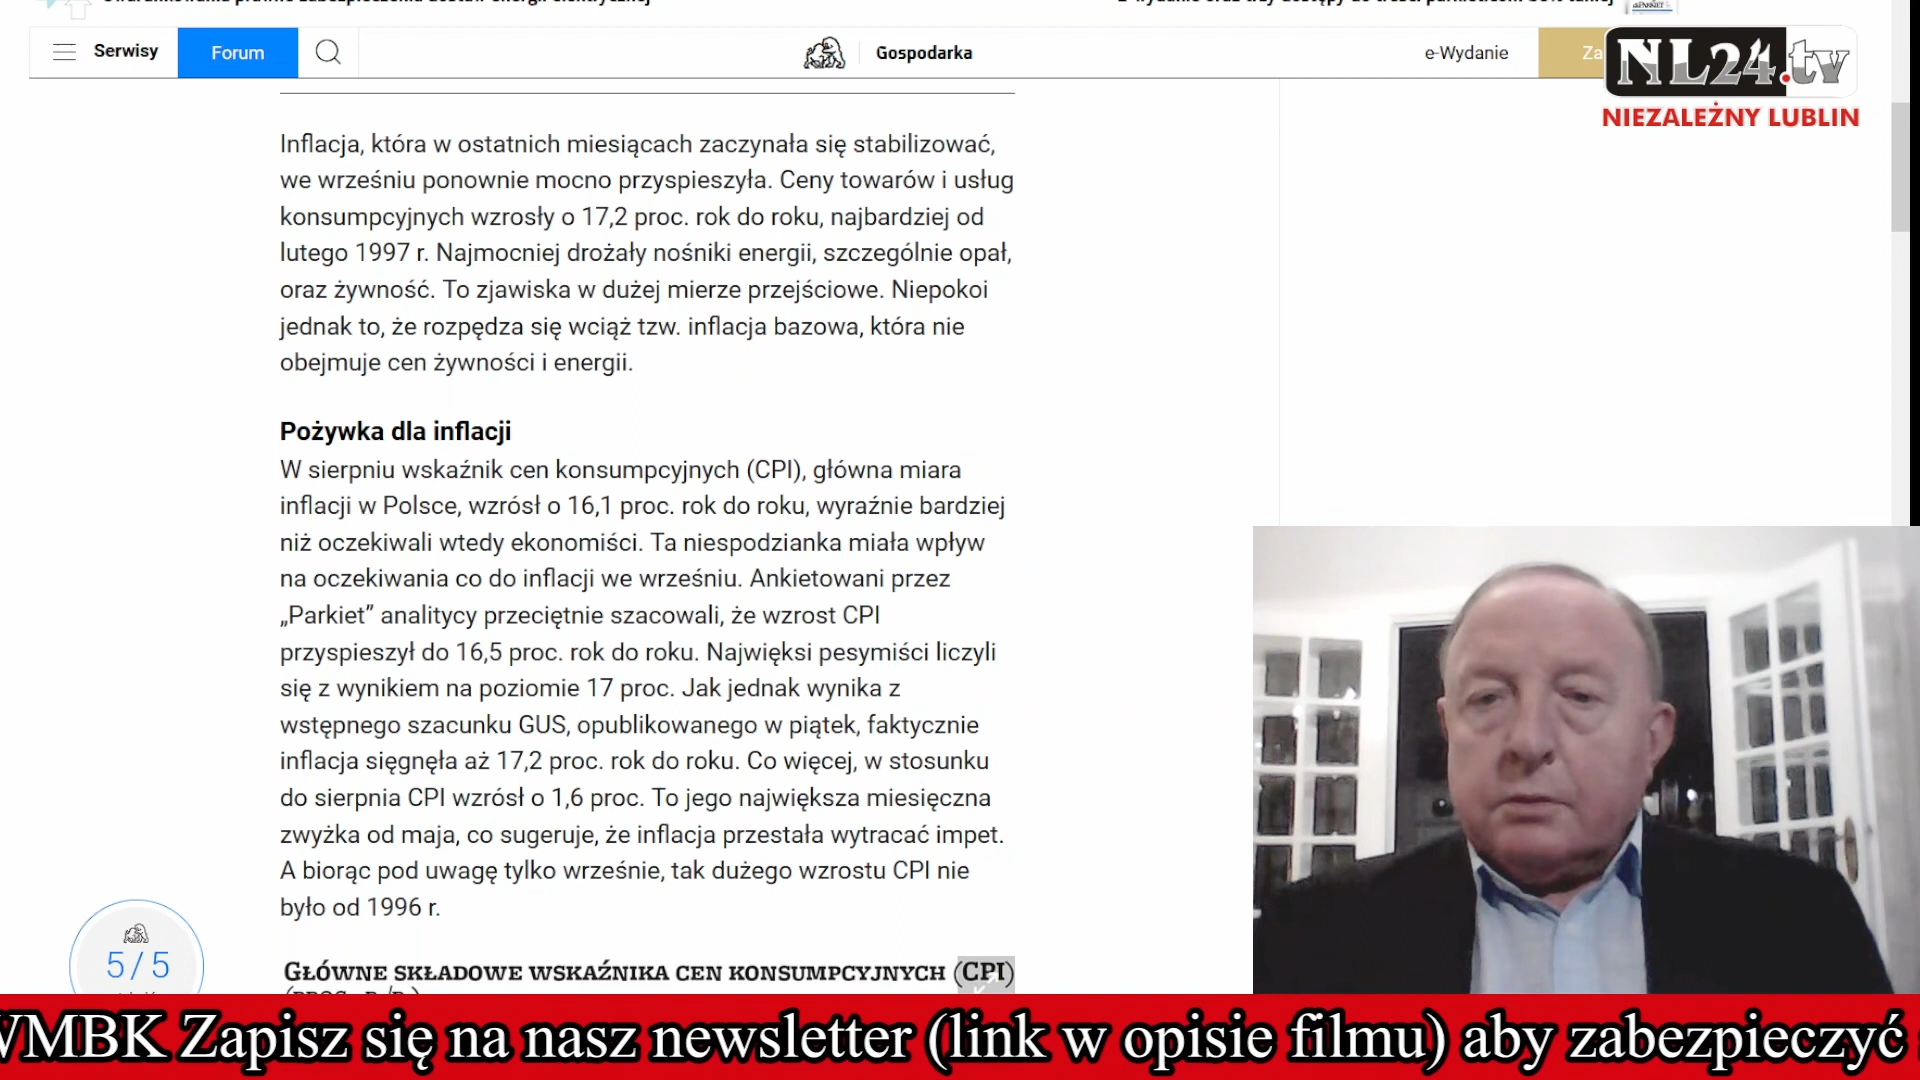 Serwisy
Forum
Gospodarka
e-Wydanie
Za
NL24.tv
NIEZALEŻNY LUBLIN
Inflacja, która w ostatnich miesiącach zaczynała się stabilizować,
we wrześniu ponownie mocno przyspieszyła. Ceny towarów i usług
konsumpcyjnych wzrosły o 17,2 proc. rok do roku, najbardziej od
lutego 1997 r. Najmocniej drożały nośniki energii, szczególnie opał,
oraz żywność. To zjawiska w dużej mierze przejściowe. Niepokoi
jednak to, że rozpędza się wciąż tzw. inflacja bazowa, która nie
obejmuje cen żywności i energii.
Pożywka dla inflacji
W sierpniu wskaźnik cen konsumpcyjnych (CPI), główna miara
inflacji w Polsce, wzrósł o 16,1 proc. rok do roku, wyraźnie bardziej
niż oczekiwali wtedy ekonomiści. Ta niespodzianka miała wpływ
na oczekiwania co do inflacji we wrześniu. Ankietowani przez
„Parkiet” analitycy przeciętnie szacowali, że wzrost CPI
przyspieszył do 16,5 proc. rok do roku. Najwięksi pesymiści liczyli
się z wynikiem na poziomie 17 proc. Jak jednak wynika z
wstępnego szacunku GUS, opublikowanego w piątek, faktycznie
inflacja sięgnęła aż 17,2 proc. rok do roku. Co więcej, w stosunku
do sierpnia CPI wzrósł o 1,6 proc. To jego największa miesięczna
zwyżka od maja, co sugeruje, że inflacja przestała wytracać impet.
A biorąc pod uwagę tylko wrzesień, tak dużego wzrostu CPI nie
było od 1996 r.
5/5
GŁÓWNE SKŁADOWE WSKAŹNIKA CEN KONSUMPCYJNYCH (CPI)
WMBK Zapisz się na nasz newsletter (link w opisie filmu) aby zabezpieczyć